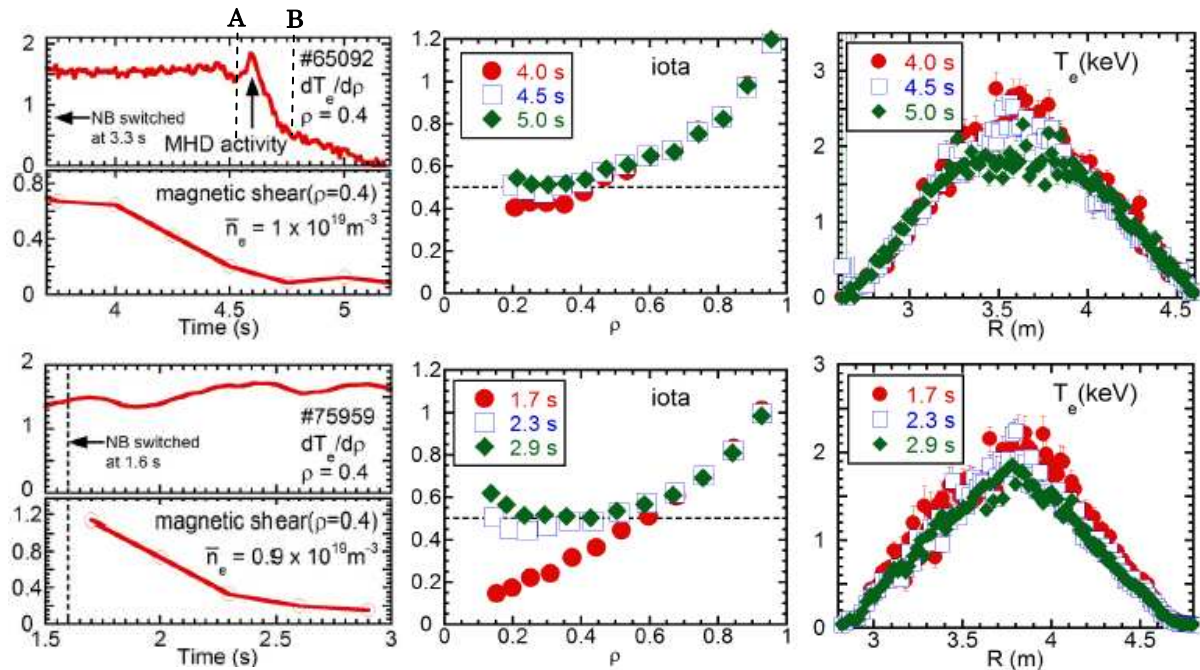 A B
#65092
dTₑ/dρ
ρ = 0.4
NB switched
at 3.3 s
MHD activity
2
1.5
1
0.5
0
magnetic shear(ρ=0.4)
n̄ₑ = 1 x 10¹⁹m⁻³
0.8
0.4
0
4 4.5 5
Time (s)
iota
4.0 s
4.5 s
5.0 s
1.2
1
0.8
0.6
0.4
0.2
0
0 0.2 0.4 0.6 0.8 1
ρ
Tₑ(keV)
4.0 s
4.5 s
5.0 s
3
2
1
0
3 3.5 4 4.5
R (m)
#75959
dTₑ/dρ
ρ = 0.4
NB switched
at 1.6 s
2
1
0
magnetic shear(ρ=0.4)
n̄ₑ = 0.9 x 10¹⁹m⁻³
1.2
0.8
0.4
0
1.5 2 2.5 3
Time (s)
iota
1.7 s
2.3 s
2.9 s
1.2
1
0.8
0.6
0.4
0.2
0
0 0.2 0.4 0.6 0.8 1
ρ
Tₑ(keV)
1.7 s
2.3 s
2.9 s
3
2
1
0
3 3.5 4 4.5
R (m)